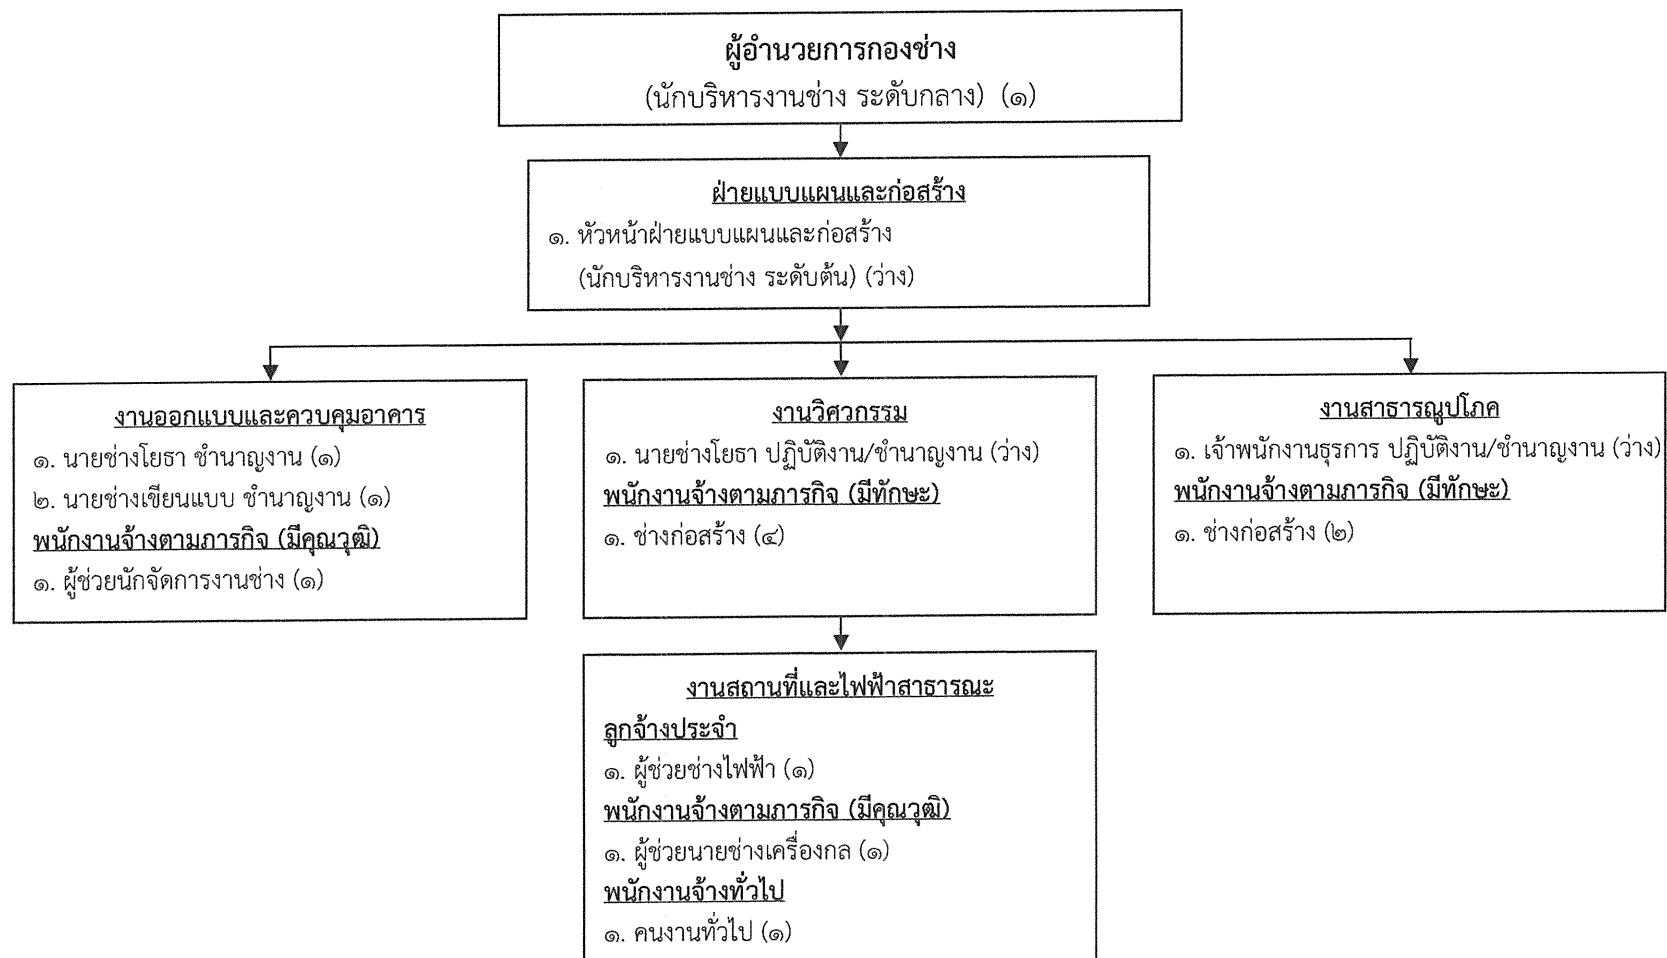 ผู้อำนวยการกองช่าง
(นักบริหารงานช่าง ระดับกลาง) (๑)
ฝ่ายแบบแผนและก่อสร้าง
๑. หัวหน้าฝ่ายแบบแผนและก่อสร้าง
(นักบริหารงานช่าง ระดับต้น) (ว่าง)
งานออกแบบและควบคุมอาคาร
๑. นายช่างโยธา ชำนาญงาน (๑)
๒. นายช่างเขียนแบบ ชำนาญงาน (๑)
พนักงานจ้างตามภารกิจ (มีคุณวุฒิ)
๑. ผู้ช่วยนักจัดการงานช่าง (๑)
งานวิศวกรรม
๑. นายช่างโยธา ปฏิบัติงาน/ชำนาญงาน (ว่าง)
พนักงานจ้างตามภารกิจ (มีทักษะ)
๑. ช่างก่อสร้าง (๔)
งานสาธารณูปโภค
๑. เจ้าพนักงานธุรการ ปฏิบัติงาน/ชำนาญงาน (ว่าง)
พนักงานจ้างตามภารกิจ (มีทักษะ)
๑. ช่างก่อสร้าง (๒)
งานสถานที่และไฟฟ้าสาธารณะ
ลูกจ้างประจำ
๑. ผู้ช่วยช่างไฟฟ้า (๑)
พนักงานจ้างตามภารกิจ (มีคุณวุฒิ)
๑. ผู้ช่วยนายช่างเครื่องกล (๑)
พนักงานจ้างทั่วไป
๑. คนงานทั่วไป (๑)